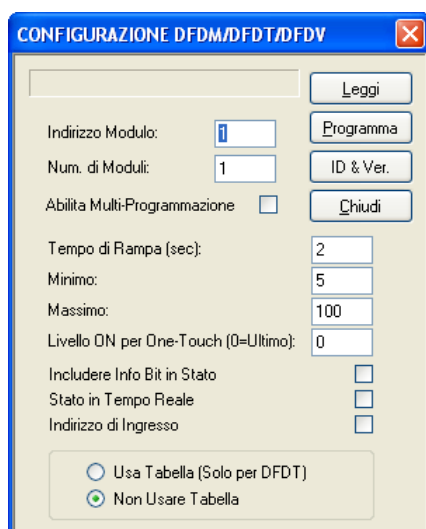 CONFIGURAZIONE DFDM/DFDT/DFDV
Leggi
Indirizzo Modulo: 1 Programma
Num. di Moduli: 1 ID & Ver.
Abilita Multi-Programmazione Chiudi
Tempo di Rampa (sec): 2
Minimo: 5
Massimo: 100
Livello ON per One-Touch (0=Ultimo): 0
Includere Info Bit in Stato
Stato in Tempo Reale
Indirizzo di Ingresso
Usa Tabella (Solo per DFDT)
Non Usare Tabella